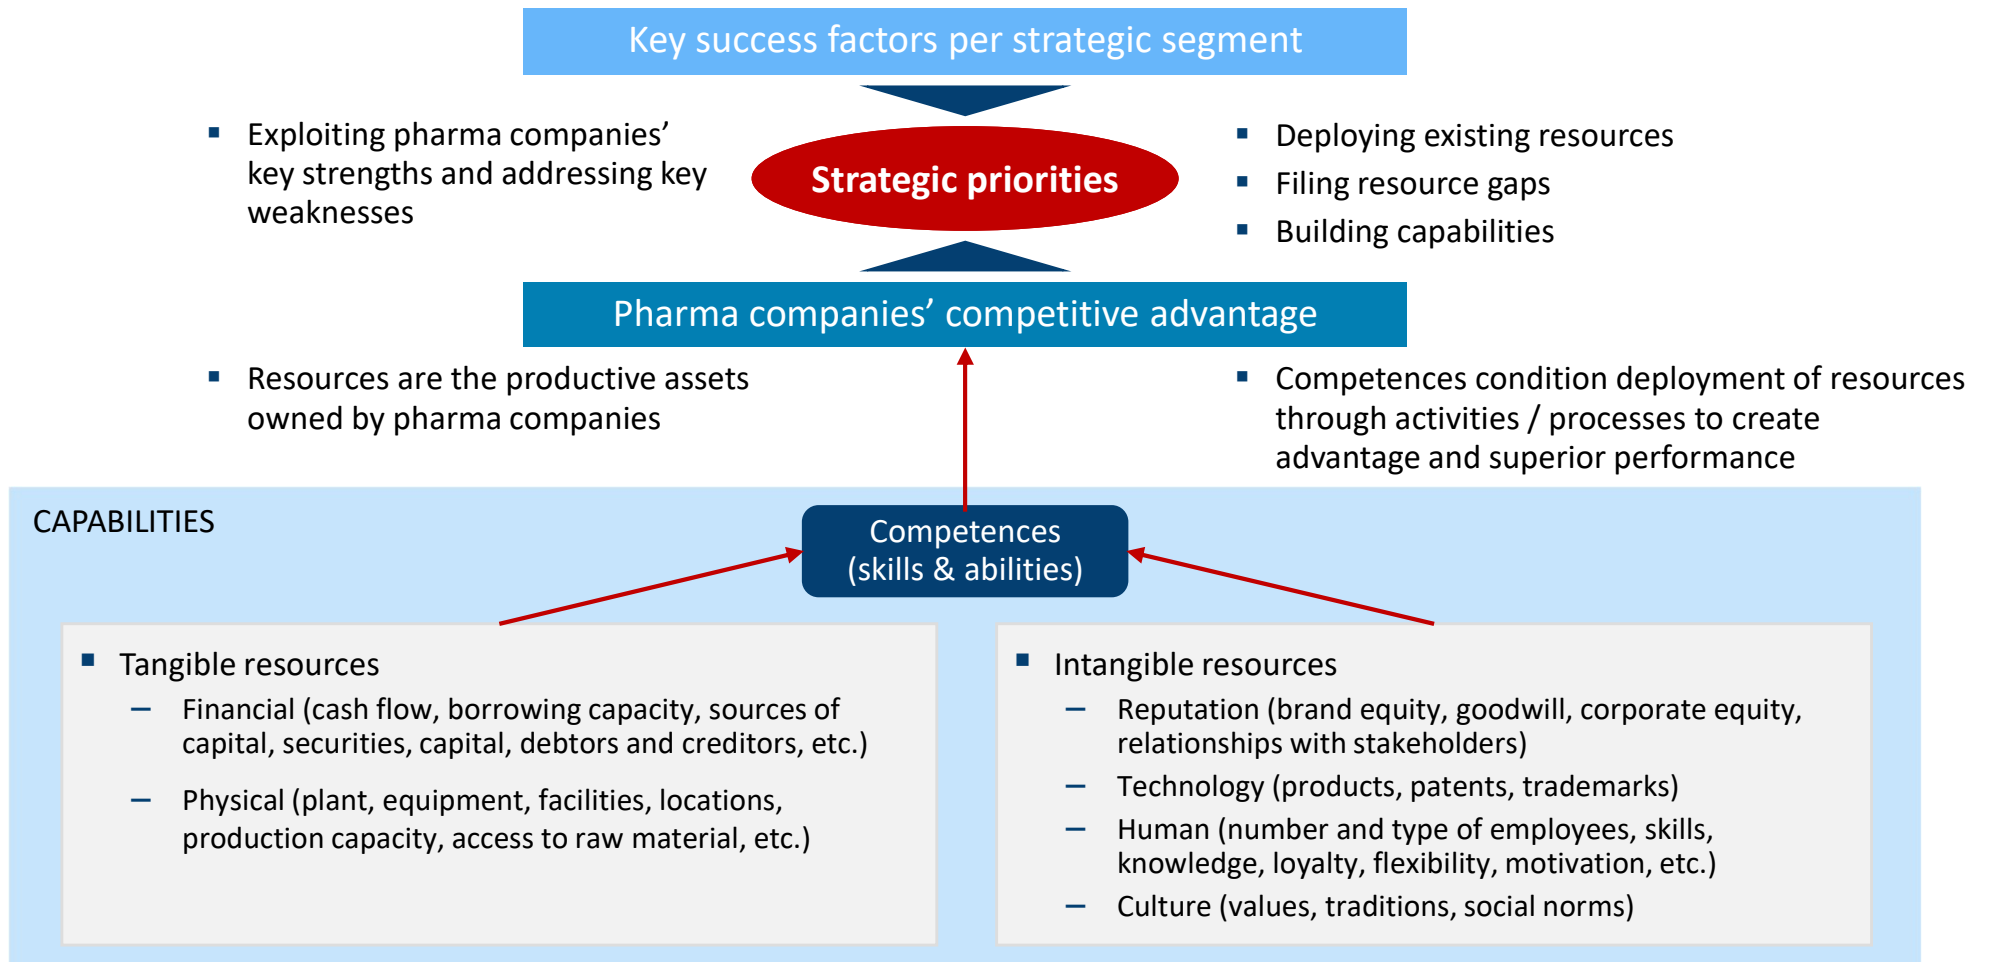 Key success factors per strategic segment
▪ Exploiting pharma companies’
key strengths and addressing key
weaknesses
Strategic priorities
▪ Deploying existing resources
▪ Filing resource gaps
▪ Building capabilities
Pharma companies’ competitive advantage
▪ Resources are the productive assets
owned by pharma companies
▪ Competences condition deployment of resources
through activities / processes to create
advantage and superior performance
CAPABILITIES
Competences
(skills & abilities)
▪ Tangible resources
– Financial (cash flow, borrowing capacity, sources of
capital, securities, capital, debtors and creditors, etc.)
– Physical (plant, equipment, facilities, locations,
production capacity, access to raw material, etc.)
▪ Intangible resources
– Reputation (brand equity, goodwill, corporate equity,
relationships with stakeholders)
– Technology (products, patents, trademarks)
– Human (number and type of employees, skills,
knowledge, loyalty, flexibility, motivation, etc.)
– Culture (values, traditions, social norms)